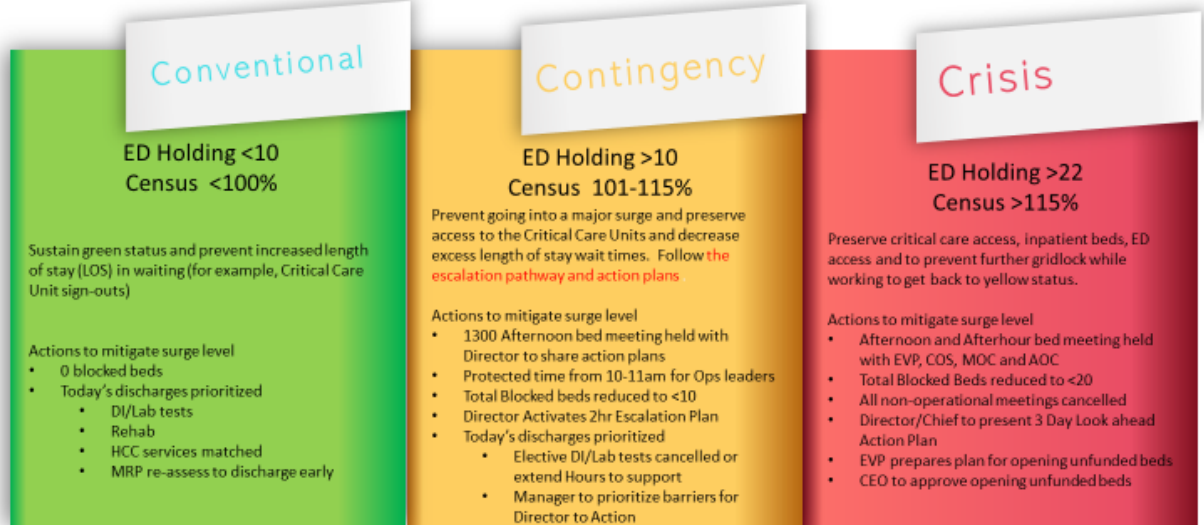 Conventional
ED Holding <10
Census <100%
Sustain green status and prevent increased length
of stay (LOS) in waiting (for example, Critical Care
Unit sign-outs)
Actions to mitigate surge level
• 0 blocked beds
• Today's discharges prioritized
• DI/Lab tests
• Rehab
• HCC services matched
• MRP re-assess to discharge early
Contingency
ED Holding >10
Census 101-115%
Prevent going into a major surge and preserve
access to the Critical Care Units and decrease
excess length of stay wait times. Follow the
escalation pathway and action plans
Actions to mitigate surge level
• 1300 Afternoon bed meeting held with
Director to share action plans
• Protected time from 10-11am for Ops leaders
• Total Blocked beds reduced to <10
• Director Activates 2hr Escalation Plan
• Today's discharges prioritized
• Elective DI/Lab tests cancelled or
extend Hours to support
• Manager to prioritize barriers for
Director to Action
Crisis
ED Holding >22
Census >115%
Preserve critical care access, inpatient beds, ED
access and to prevent further gridlock while
working to get back to yellow status.
Actions to mitigate surge level
• Afternoon and Afterhour bed meeting held
with EVP, COS, MOC and AOC
• Total Blocked Beds reduced to <20
• All non-operational meetings cancelled
• Director/Chief to present 3 Day Look ahead
Action Plan
• EVP prepares plan for opening unfunded beds
• CEO to approve opening unfunded beds